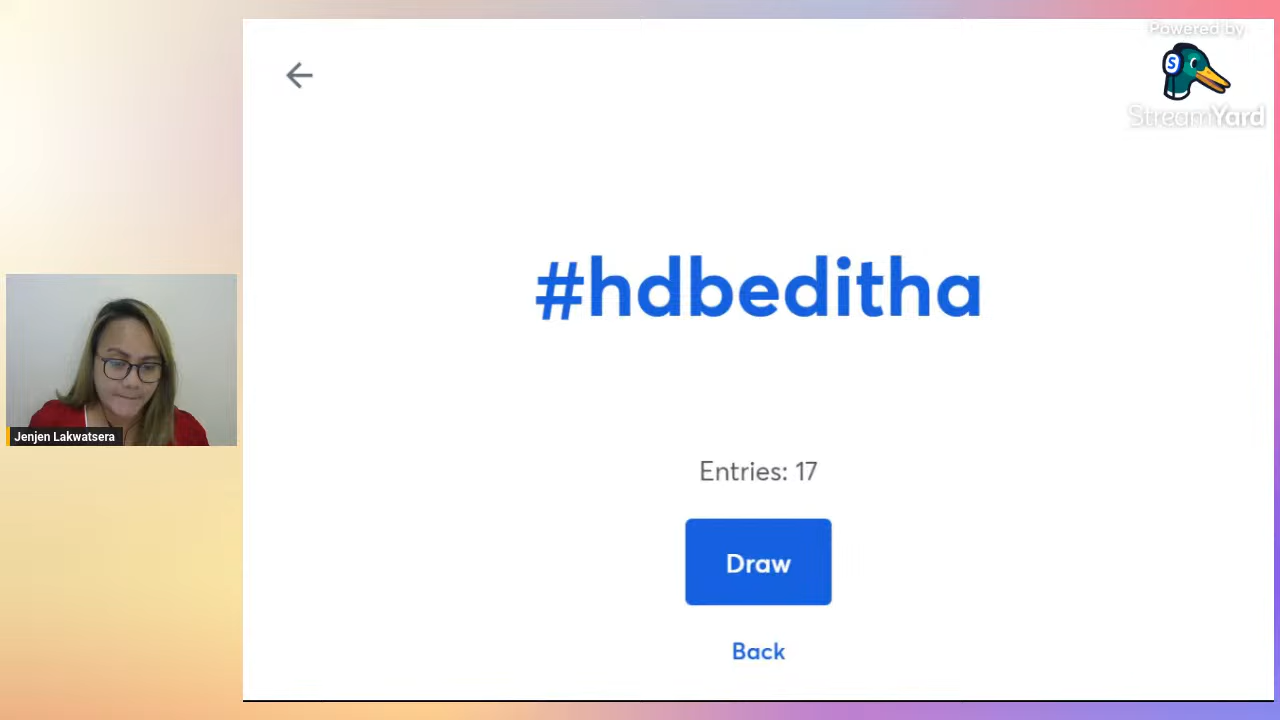 Powered by
S
StreamYard
#hdbeditha
Entries: 17
Draw
Back
Jenjen Lakwatsera